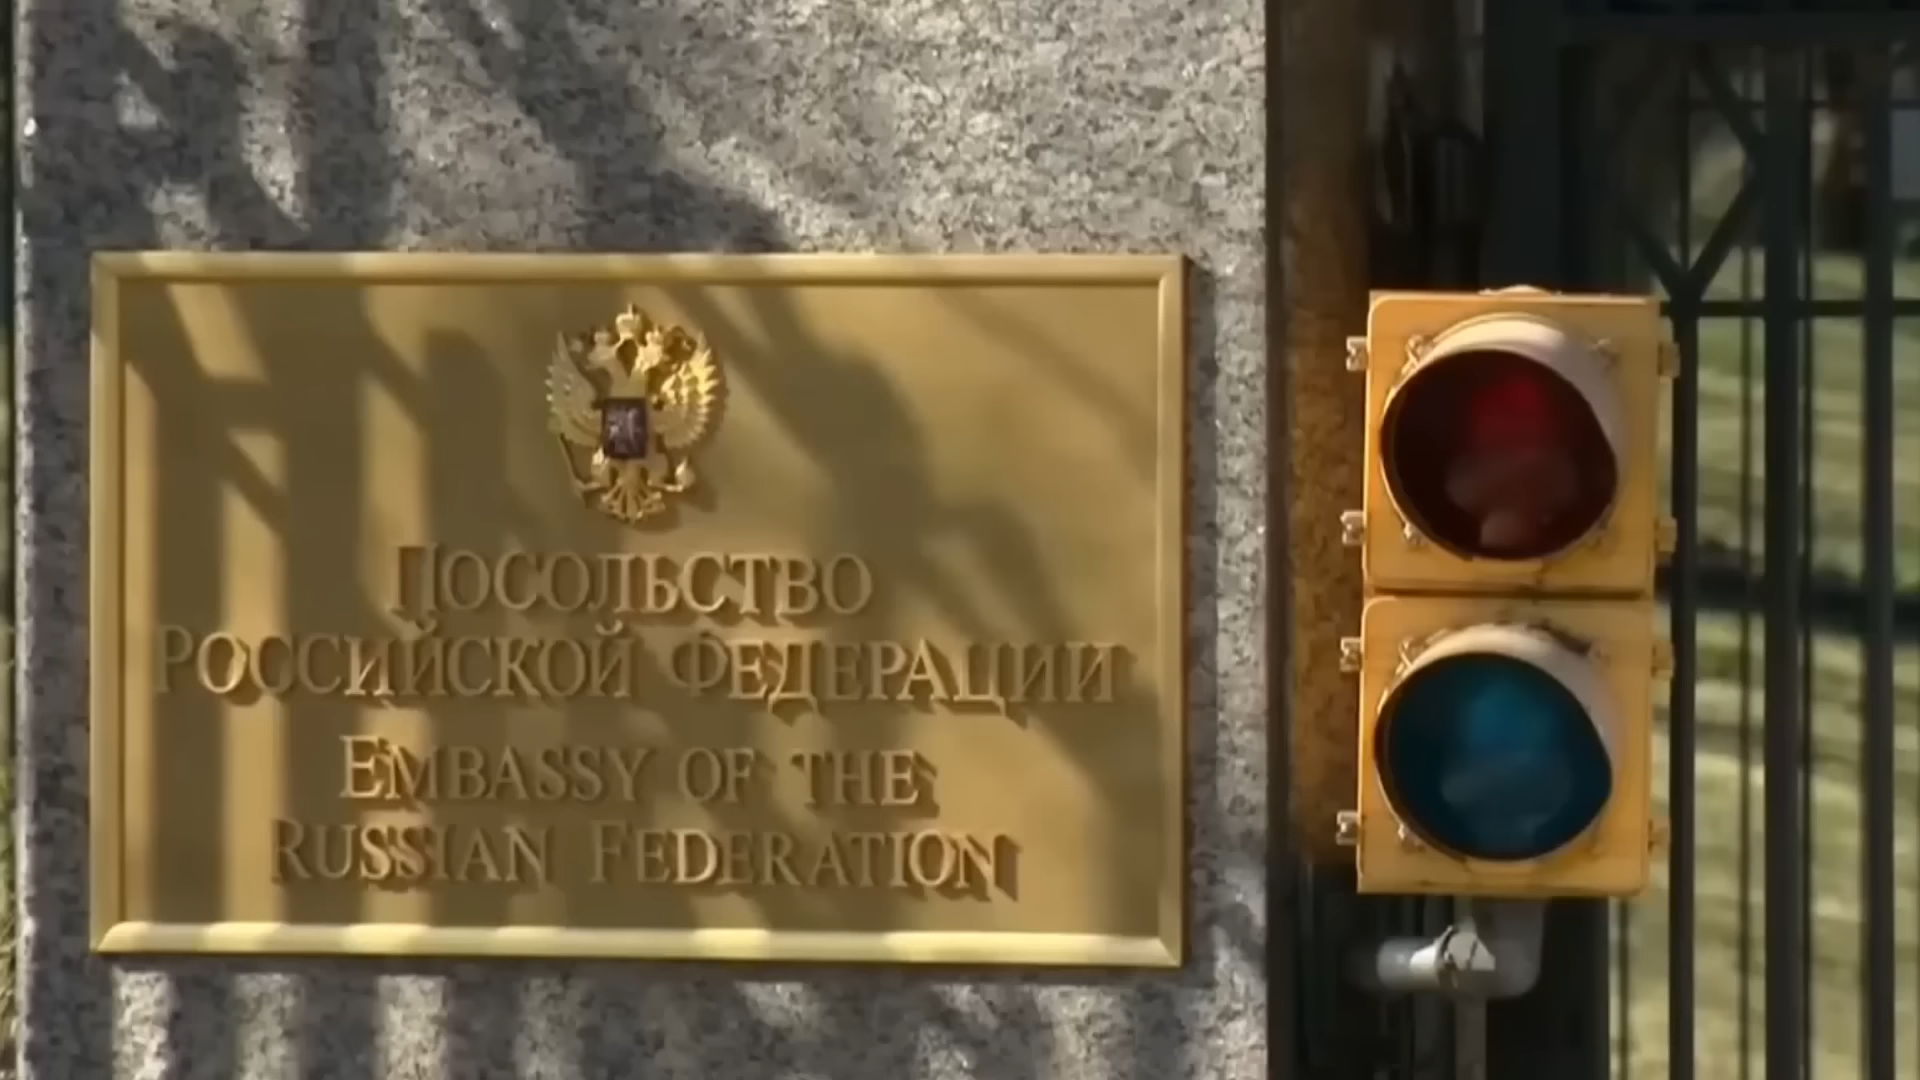 ПОСОЛЬСТВО
РОССИЙСКОЙ ФЕДЕРАЦИИ
EMBASSY OF THE
RUSSIAN FEDERATION